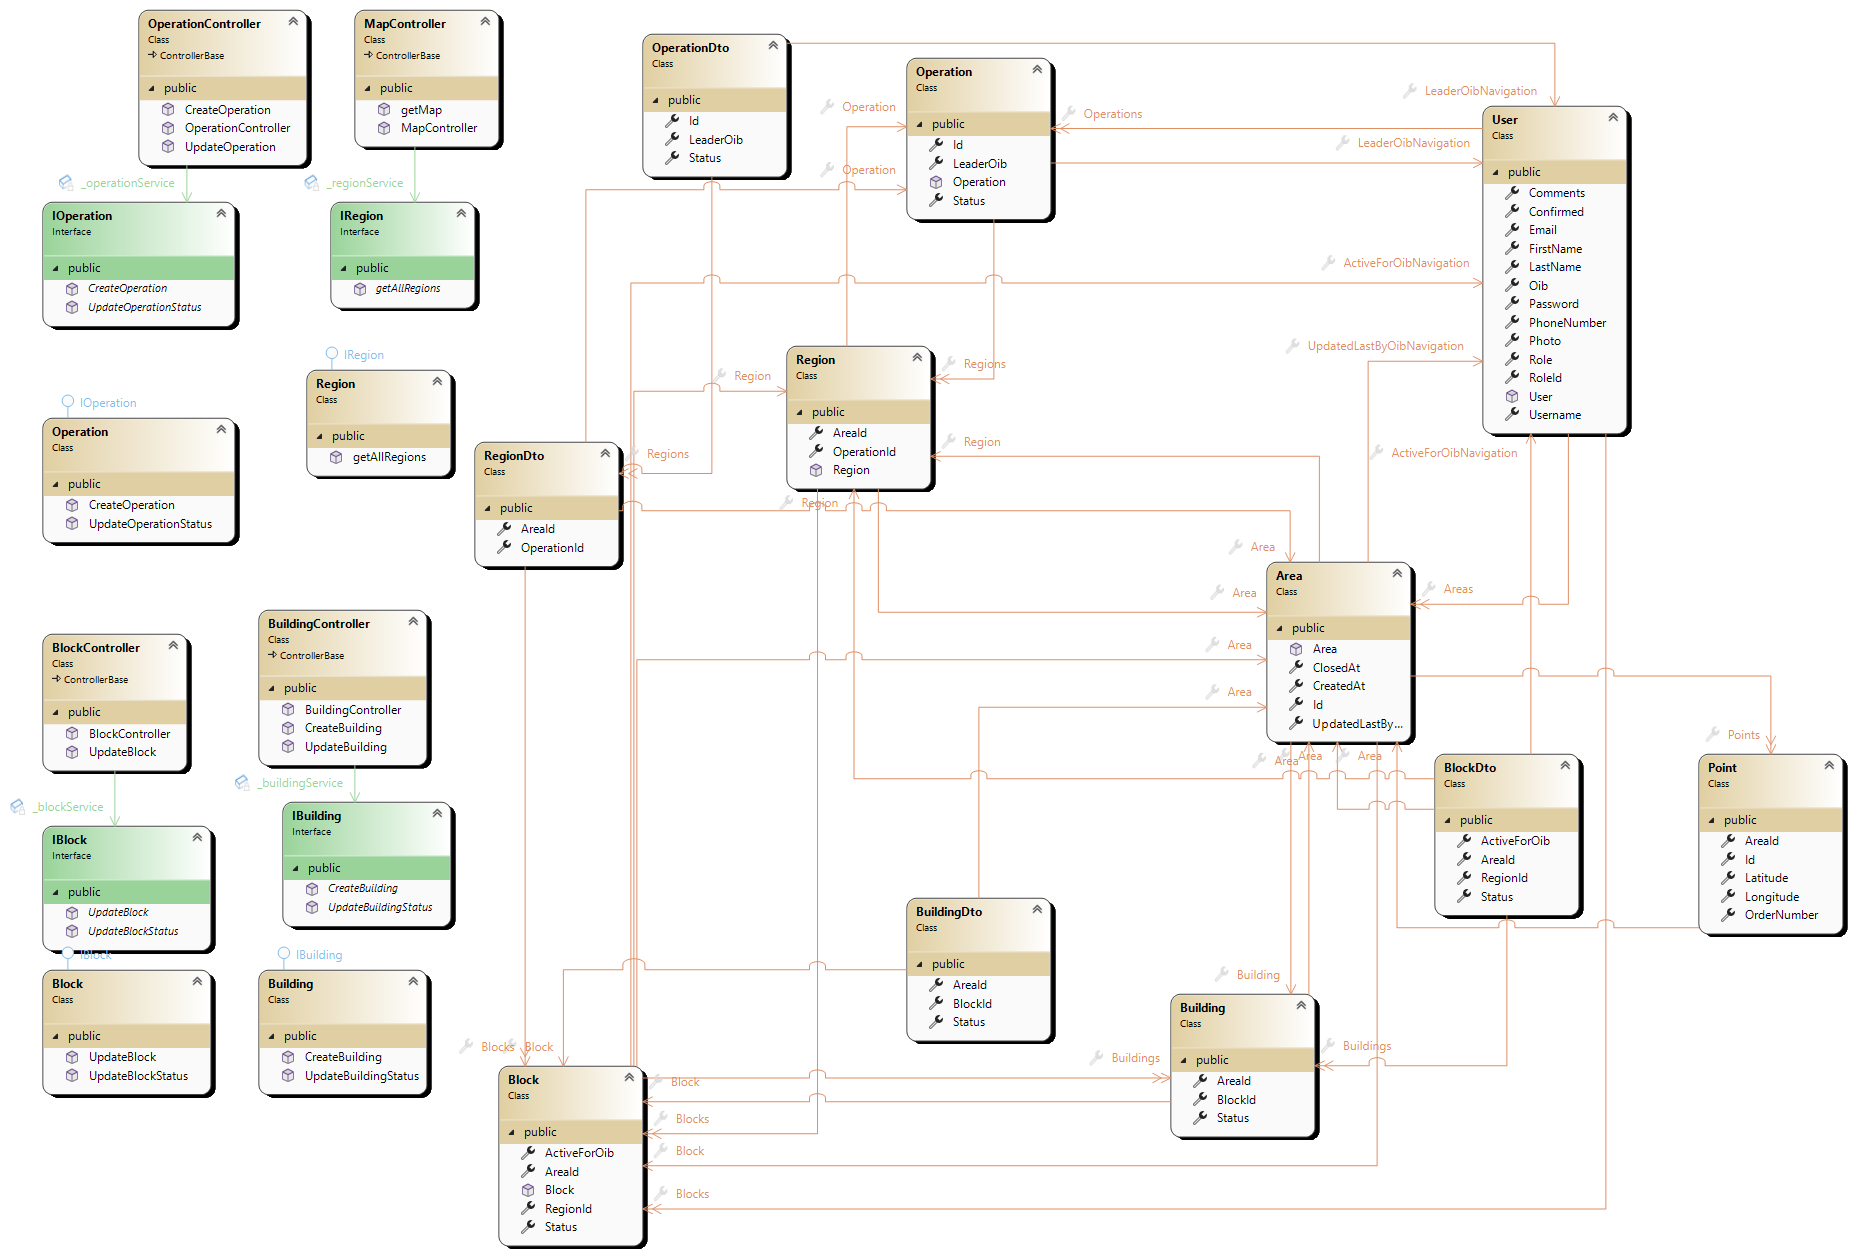 OperationController
Class
ControllerBase
public
CreateOperation
OperationController
UpdateOperation
MapController
Class
ControllerBase
public
getMap
MapController
OperationDto
Class
public
Id
LeaderOib
Status
Operation
Class
public
Id
LeaderOib
Operation
Status
User
Class
public
Comments
Confirmed
Email
FirstName
LastName
Oib
Password
PhoneNumber
Photo
Role
RoleId
User
Username
LeaderOibNavigation
Operation
Operations
LeaderOibNavigation
Operation
_operationService
_regionService
IOperation
Interface
public
CreateOperation
UpdateOperationStatus
IRegion
Interface
public
getAllRegions
ActiveForOibNavigation
UpdatedLastByOibNavigation
IRegion
Region
Class
public
getAllRegions
IOperation
Operation
Class
public
CreateOperation
UpdateOperationStatus
Region
Region
Class
public
AreaId
OperationId
Region
Regions
Region
Regions
Region
ActiveForOibNavigation
RegionDto
Class
public
AreaId
OperationId
Area
Area
Area
Area
Areas
Area
Class
public
Area
ClosedAt
CreatedAt
Id
UpdatedLastBy...
Area
Area
Area
Points
BlockController
Class
ControllerBase
public
BlockController
UpdateBlock
BuildingController
Class
ControllerBase
public
BuildingController
CreateBuilding
UpdateBuilding
_buildingService
_blockService
IBlock
Interface
public
UpdateBlock
UpdateBlockStatus
IBuilding
Interface
public
CreateBuilding
UpdateBuildingStatus
BlockDto
Class
public
ActiveForOib
AreaId
RegionId
Status
Point
Class
public
AreaId
Id
Latitude
Longitude
OrderNumber
BuildingDto
Class
public
AreaId
BlockId
Status
IBlock
Block
Class
public
UpdateBlock
UpdateBlockStatus
IBuilding
Building
Class
public
CreateBuilding
UpdateBuildingStatus
Building
Building
Class
public
AreaId
BlockId
Status
Buildings
Buildings
Blocks
Block
Block
Class
public
ActiveForOib
AreaId
Block
RegionId
Status
Block
Blocks
Block
Blocks